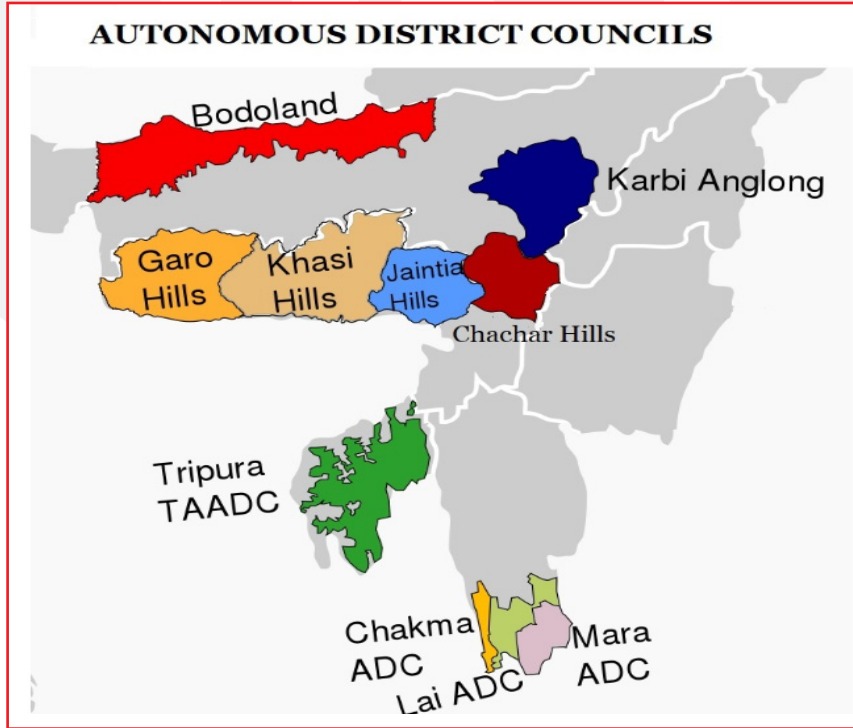 AUTONOMOUS DISTRICT COUNCILS
Bodoland
Karbi Anglong
Garo
Hills
Khasi
Hills
Jaintia
Hills
Chachar Hills
Tripura
TAADC
Chakma
ADC
Lai ADC
Mara
ADC